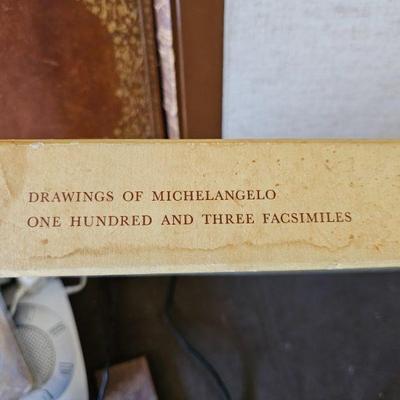 DRAWINGS OF MICHELANGELO
ONE HUNDRED AND THREE FACSIMILES